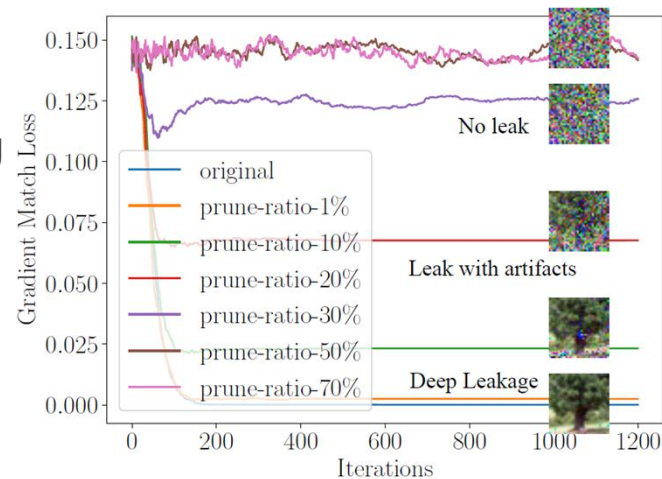 0.150
0.125
0.100
0.075
0.050
0.025
0.000
Gradient Match Loss
No leak
Leak with artifacts
Deep Leakage
original
prune-ratio-1%
prune-ratio-10%
prune-ratio-20%
prune-ratio-30%
prune-ratio-50%
prune-ratio-70%
0 200 400 600 800 1000 1200
Iterations